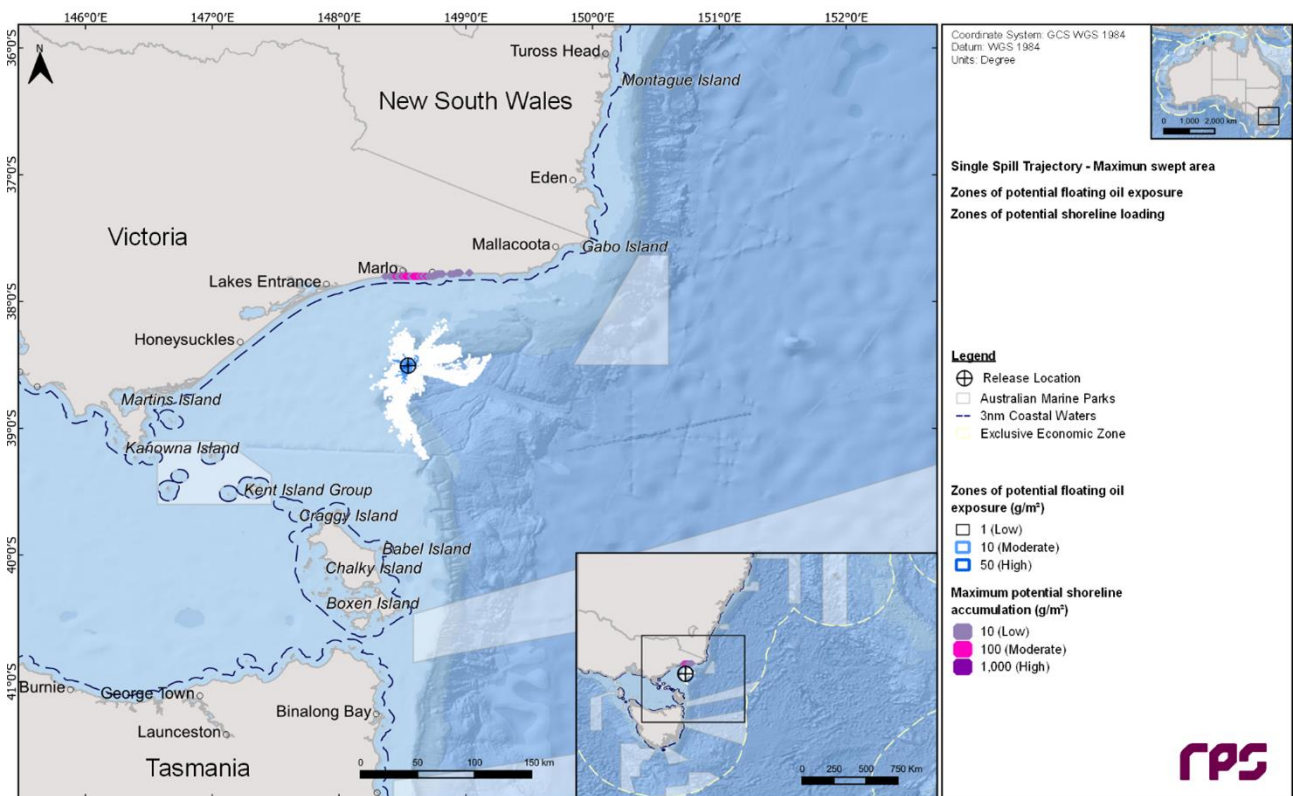 146°0'E
147°0'E
148°0'E
149°0'E
150°0'E
151°0'E
152°0'E
36°0'S
37°0'S
38°0'S
39°0'S
40°0'S
41°0'S
N
Tuross Head
Montague Island
New South Wales
Eden
Victoria
Mallacoota
Gabo Island
Marlo
Lakes Entrance
Honeysuckles
Martins Island
Kanowna Island
Kent Island Group
Craggy Island
Babel Island
Chalky Island
Boxen Island
Burnie
George Town
Binalong Bay
Launceston
Tasmania
0 50 100 150 km
0 250 500 750 Km
Coordinate System: GCS WGS 1984
Datum: WGS 1984
Units: Degree
0 1,000 2,000 km
Single Spill Trajectory - Maximun swept area
Zones of potential floating oil exposure
Zones of potential shoreline loading
Legend
Release Location
Australian Marine Parks
3nm Coastal Waters
Exclusive Economic Zone
Zones of potential floating oil
exposure (g/m²)
1 (Low)
10 (Moderate)
50 (High)
Maximum potential shoreline
accumulation (g/m²)
10 (Low)
100 (Moderate)
1,000 (High)
rps